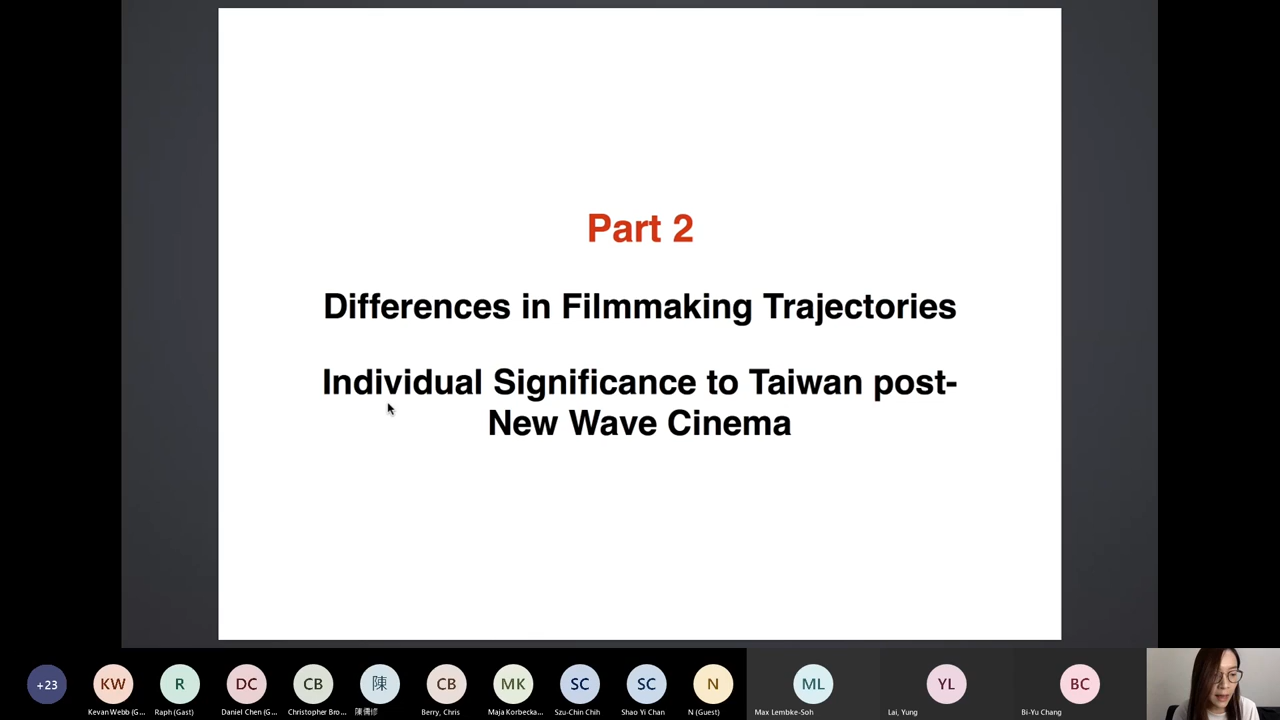 Part 2
Differences in Filmmaking Trajectories
Individual Significance to Taiwan post-
New Wave Cinema
+23
KW
R
DC
CB
陳
CB
MK
SC
SC
N
ML
YL
BC
Kevan Webb (G...
Raph (Gast)
Daniel Chen (G...
Christopher Bro...
Berry, Chris
Maja Korbecka...
Szu-Chin Chih
Shao Yi Chan
N (Guest)
Max Lembke-Soh
Lai, Yung
Bi-Yu Chang